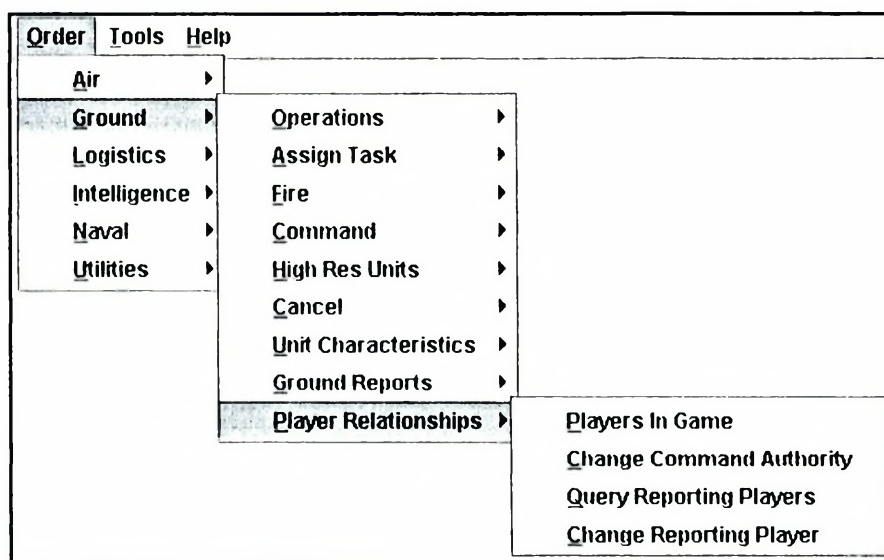 Order Tools Help
Air
Ground
Logistics
Intelligence
Naval
Utilities
Operations
Assign Task
Fire
Command
High Res Units
Cancel
Unit Characteristics
Ground Reports
Player Relationships
Players In Game
Change Command Authority
Query Reporting Players
Change Reporting Player